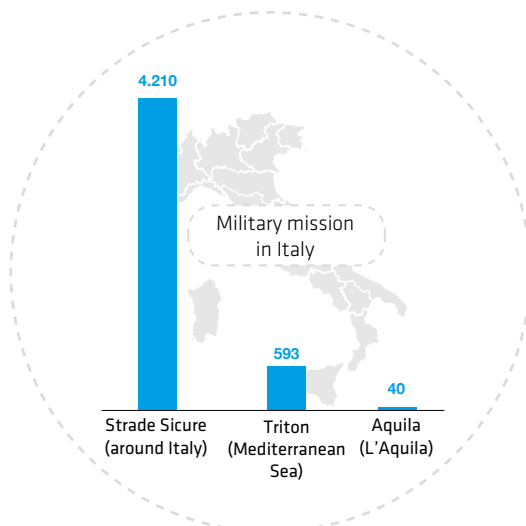 4.210
Military mission
in Italy
593
40
Strade Sicure
(around Italy)
Triton
(Mediterranean
Sea)
Aquila
(L'Aquila)